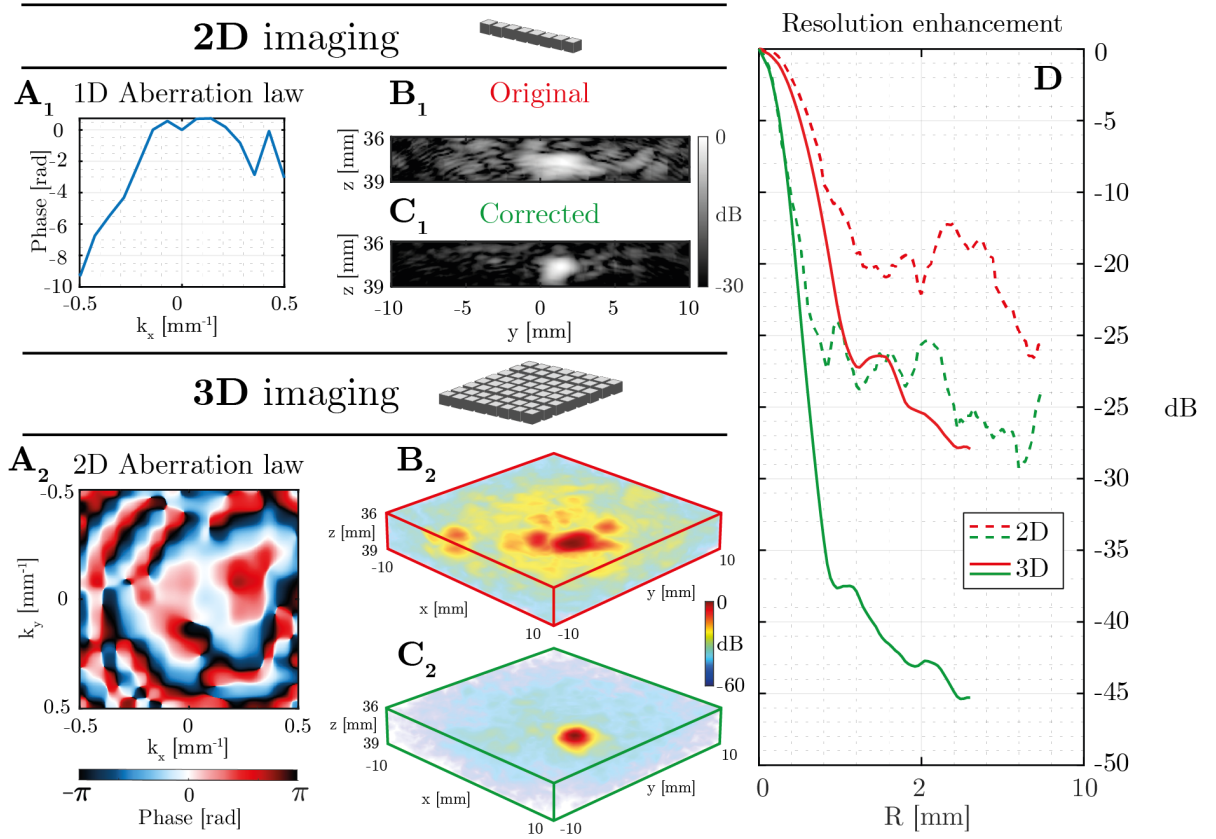 2D imaging
A1
1D Aberration law
Phase [rad]
0
-2
-4
-6
-8
-10
-0.5
0
0.5
kx [mm-1]
B1
Original
z [mm]
36
39
C1
Corrected
z [mm]
36
39
-10
-5
0
5
10
y [mm]
0
dB
-30
3D imaging
A2
2D Aberration law
ky [mm-1]
-0.5
0
0.5
-0.5
0
0.5
kx [mm-1]
-π
0
π
Phase [rad]
B2
36
z [mm]
39
-10
x [mm]
10
-10
y [mm]
10
0
dB
-60
C2
36
z [mm]
39
-10
x [mm]
10
-10
y [mm]
10
Resolution enhancement
D
0
-5
-10
-15
-20
-25
-30
-35
-40
-45
-50
dB
2D
3D
0
2
10
R [mm]